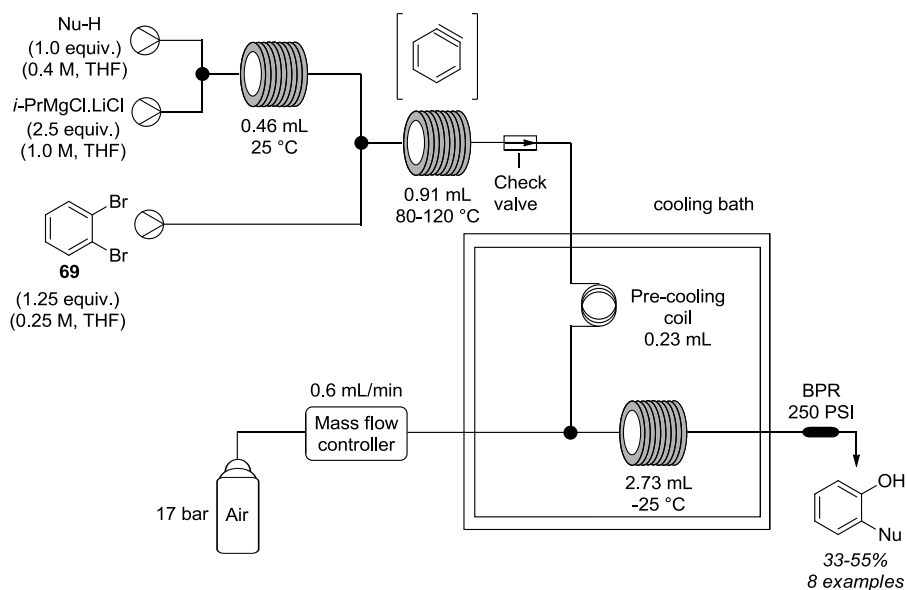 Nu-H
(1.0 equiv.)
(0.4 M, THF)
i-PrMgCl.LiCl
(2.5 equiv.)
(1.0 M, THF)
0.46 mL
25 °C
Br
Br
69
(1.25 equiv.)
(0.25 M, THF)
0.91 mL
80-120 °C
Check
valve
cooling bath
Pre-cooling
coil
0.23 mL
0.6 mL/min
Mass flow
controller
17 bar
Air
2.73 mL
-25 °C
BPR
250 PSI
OH
Nu
33-55%
8 examples